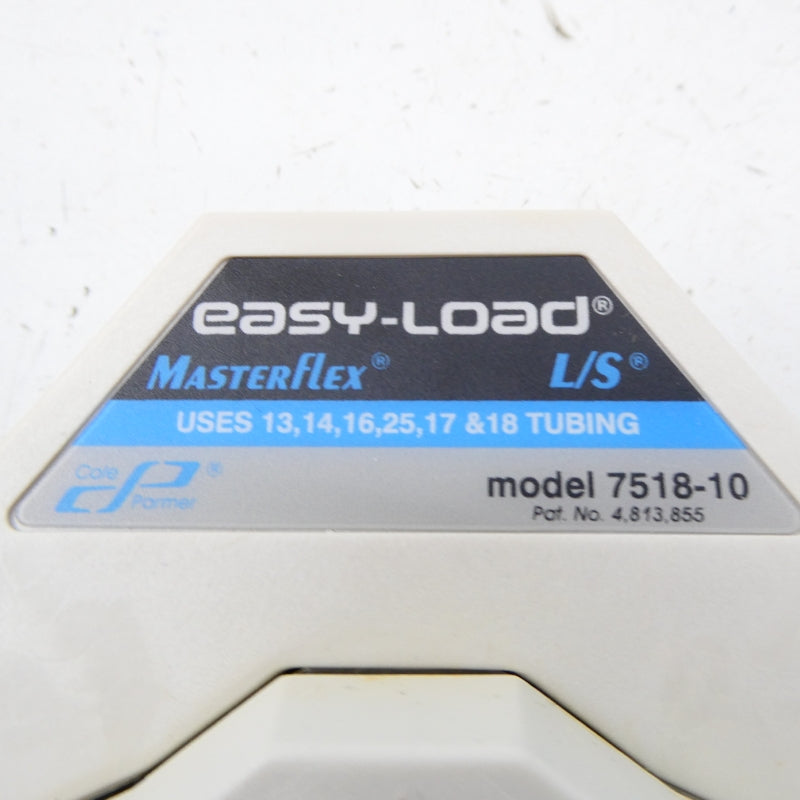 easy-Load®
MASTERFLEX® L/S®
USES 13,14,16,25,17 &18 TUBING
Cole
CP®
Parmer
model 7518-10
Pat. No. 4,813,855